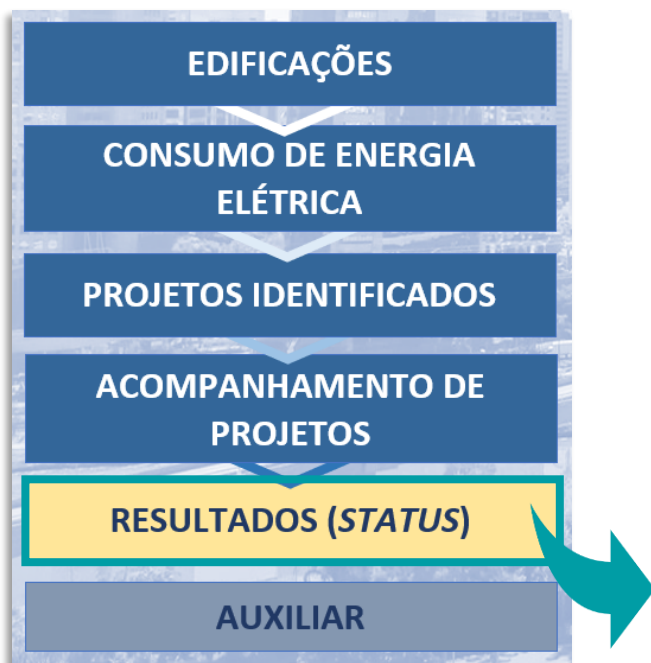 EDIFICAÇÕES
CONSUMO DE ENERGIA
ELÉTRICA
PROJETOS IDENTIFICADOS
ACOMPANHAMENTO DE
PROJETOS
RESULTADOS (STATUS)
AUXILIAR